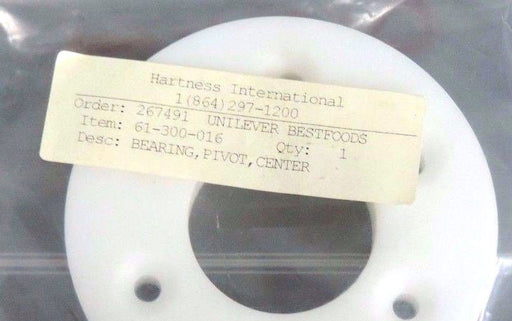 Hartness International
1(864)297-1200
Order: 267491 UNILEVER BESTFOODS
Item: 61-300-016 Qty: 1
Desc: BEARING,PIVOT,CENTER